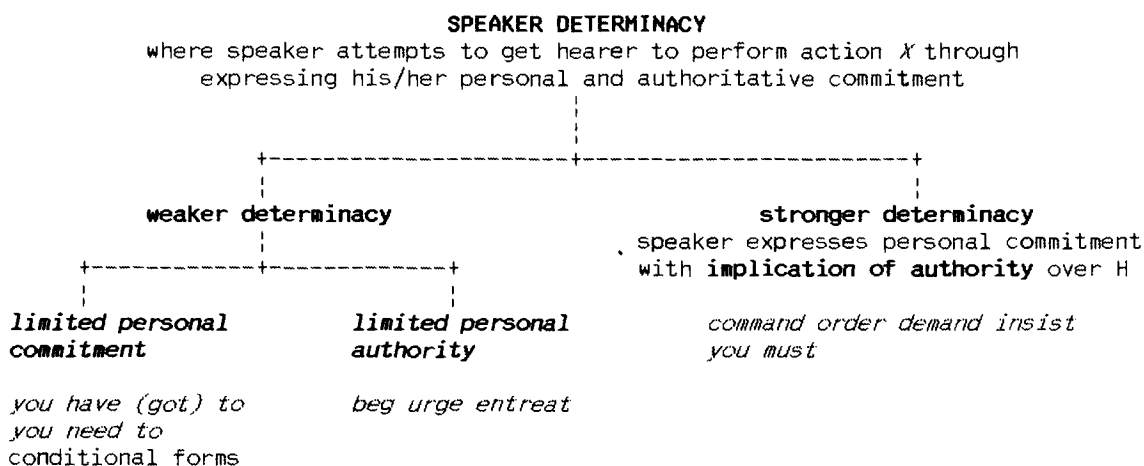 SPEAKER DETERMINACY
where speaker attempts to get hearer to perform action X through
expressing his/her personal and authoritative commitment
weaker determinacy
stronger determinacy
speaker expresses personal commitment
with implication of authority over H
limited personal
commitment
limited personal
authority
command order demand insist
you must
you have (got) to
you need to
conditional forms
beg urge entreat